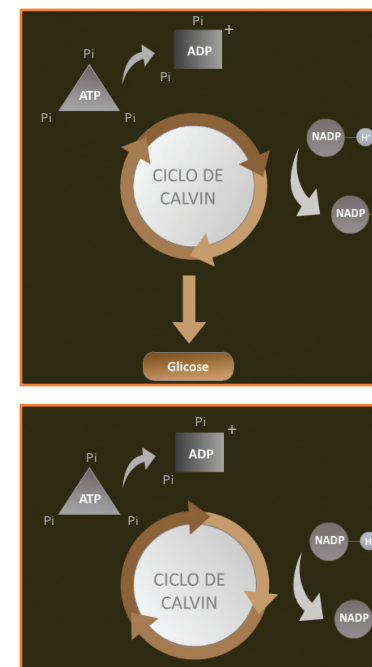 Pi
ADP
+
Pi
Pi
ATP
Pi
Pi
NADP
H+
CICLO DE
CALVIN
NADP
Glicose
Pi
ADP
+
Pi
Pi
ATP
Pi
Pi
NADP
H
CICLO DE
CALVIN
NADP